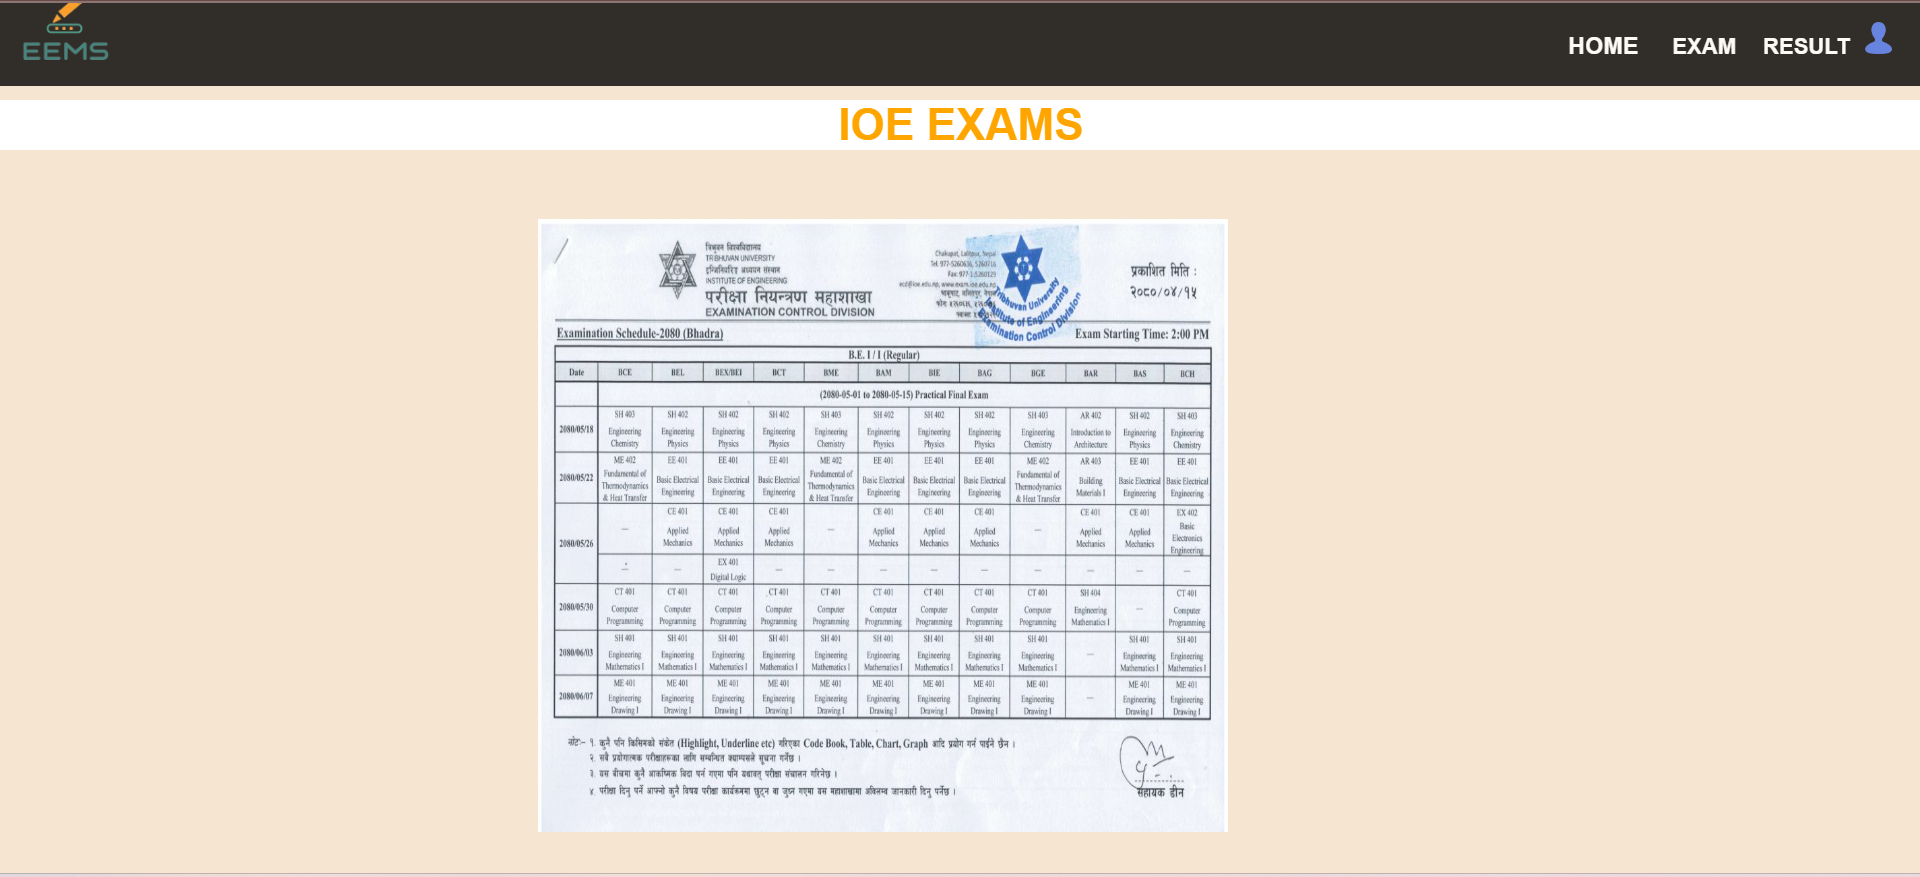 EEMS
HOME EXAM RESULT
IOE EXAMS
त्रिभुवन विश्वविद्यालय
TRIBHUVAN UNIVERSITY
इन्जिनियरिङ अध्ययन संस्थान
INSTITUTE OF ENGINEERING
परीक्षा नियन्त्रण महाशाखा
EXAMINATION CONTROL DIVISION
Chakupat, Lalitpur, Nepal
Tel. 977-5260636, 5260716
Fax: 977-1-5260129
ecd@ioe.edu.np, www.exam.ioe.edu.np
Tribhuvan University
Institute of Engineering
Examination Control Division
प्रकाशित मिति :
२०८०/०४/१५
Examination Schedule-2080 (Bhadra) Exam Starting Time: 2:00 PM
B.E. I / I (Regular)
Date BCE BEL BEX/BEI BCT BME BAM BIE BAG BGE BAR BAS BCH
(2080-05-01 to 2080-05-15) Practical Final Exam
SH 403 SH 402 SH 402 SH 402 SH 403 SH 402 SH 402 SH 402 SH 403 AR 402 SH 402 SH 403
2080/05/18 Engineering Engineering Engineering Engineering Engineering Engineering Engineering Engineering Engineering Introduction to Engineering Engineering
Chemistry Physics Physics Physics Chemistry Physics Physics Physics Chemistry Architecture Physics Chemistry
ME 402 EE 401 EE 401 EE 401 ME 402 EE 401 EE 401 EE 401 ME 402 AR 403 EE 401 EE 401
2080/05/22 Fundamental of Basic Electrical Basic Electrical Basic Electrical Fundamental of Basic Electrical Basic Electrical Basic Electrical Fundamental of Building Basic Electrical Basic Electrical
Thermodynamics Engineering Engineering Engineering Thermodynamics Engineering Engineering Engineering Thermodynamics Materials I Engineering Engineering
& Heat Transfer & Heat Transfer & Heat Transfer
2080/05/26 — CE 401 CE 401 CE 401 — CE 401 CE 401 CE 401 — CE 401 CE 401 EX 402
Applied Applied Applied Applied Applied Applied Applied Applied Basic
Mechanics Mechanics Mechanics Mechanics Mechanics Mechanics Mechanics Mechanics Electronics
Engineering
— — EX 401 — — — — — — — — —
Digital Logic
CT 401 CT 401 CT 401 CT 401 CT 401 CT 401 CT 401 CT 401 CT 401 SH 404 — CT 401
2080/05/30 Computer Computer Computer Computer Computer Computer Computer Computer Computer Engineering Computer
Programming Programming Programming Programming Programming Programming Programming Programming Programming Mathematics I Programming
SH 401 SH 401 SH 401 SH 401 SH 401 SH 401 SH 401 SH 401 SH 401 — SH 401 SH 401
2080/06/03 Engineering Engineering Engineering Engineering Engineering Engineering Engineering Engineering Engineering Engineering Engineering
Mathematics I Mathematics I Mathematics I Mathematics I Mathematics I Mathematics I Mathematics I Mathematics I Mathematics I Mathematics I Mathematics I
ME 401 ME 401 ME 401 ME 401 ME 401 ME 401 ME 401 ME 401 ME 401 — ME 401 ME 401
2080/06/07 Engineering Engineering Engineering Engineering Engineering Engineering Engineering Engineering Engineering Engineering Engineering
Drawing I Drawing I Drawing I Drawing I Drawing I Drawing I Drawing I Drawing I Drawing I Drawing I Drawing I
नोट:- १. कुनै पनि किसिमको संकेत (Highlight, Underline etc) गरिएका Code Book, Table, Chart, Graph आदि प्रयोग गर्न पाईने छैन ।
२. सबै प्रयोगात्मक परीक्षाहरूका लागि सम्बन्धित क्याम्पसले सूचना गर्नेछ ।
३. यस बीचमा कुनै आकष्मिक बिदा पर्न गएमा पनि यथावत् परीक्षा संचालन गरिनेछ ।
४. परीक्षा दिनु पर्ने आफ्नो कुनै विषय परीक्षा कार्यक्रममा छुट्न वा जुध्न गएमा यस महाशाखामा अविलम्ब जानकारी दिनु पर्नेछ ।
सहायक डीन